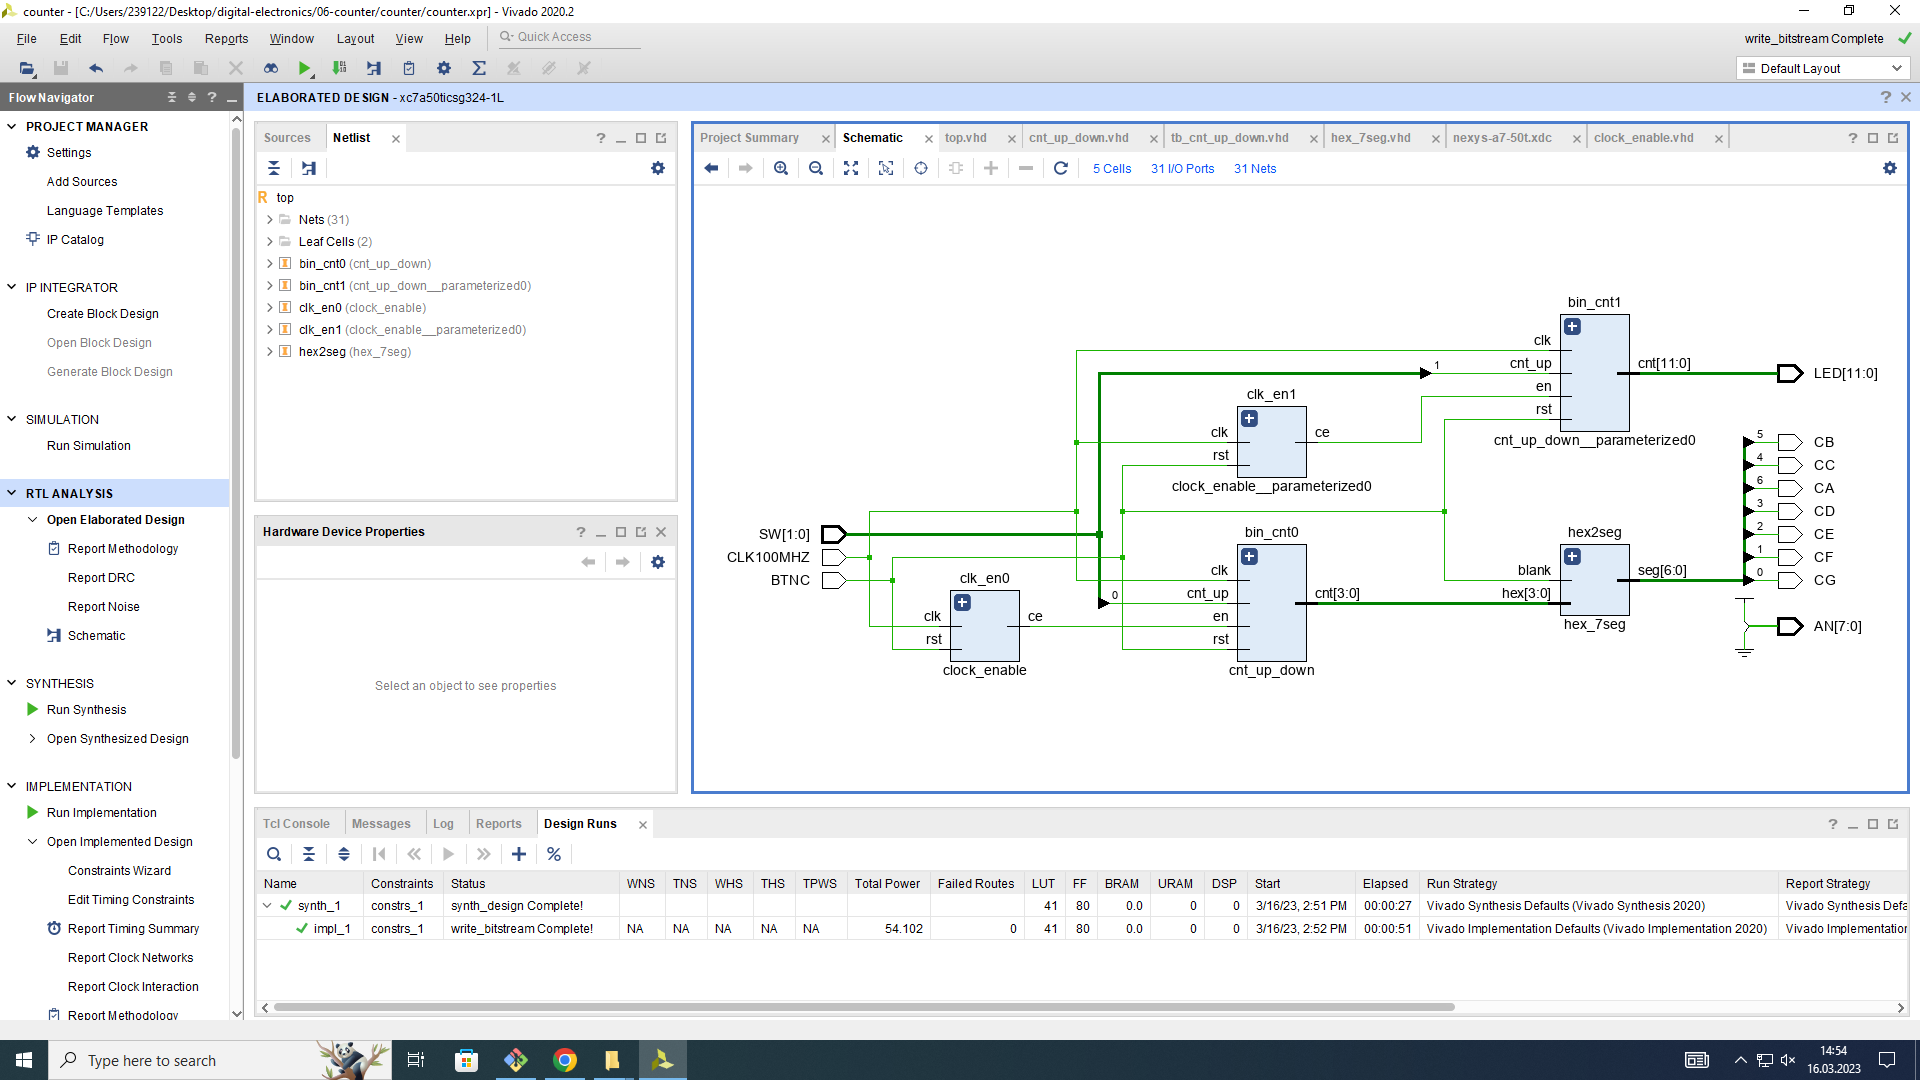 counter - [C:/Users/239122/Desktop/digital-electronics/06-counter/counter/counter.xpr] - Vivado 2020.2
File Edit Flow Tools Reports Window Layout View Help Quick Access
write_bitstream Complete
Default Layout
Flow Navigator
ELABORATED DESIGN - xc7a50ticsg324-1L
PROJECT MANAGER
Settings
Add Sources
Language Templates
IP Catalog
IP INTEGRATOR
Create Block Design
Open Block Design
Generate Block Design
SIMULATION
Run Simulation
RTL ANALYSIS
Open Elaborated Design
Report Methodology
Report DRC
Report Noise
Schematic
SYNTHESIS
Run Synthesis
Open Synthesized Design
IMPLEMENTATION
Run Implementation
Open Implemented Design
Constraints Wizard
Edit Timing Constraints
Report Timing Summary
Report Clock Networks
Report Clock Interaction
Report Methodology
Sources Netlist
top
Nets (31)
Leaf Cells (2)
bin_cnt0 (cnt_up_down)
bin_cnt1 (cnt_up_down__parameterized0)
clk_en0 (clock_enable)
clk_en1 (clock_enable__parameterized0)
hex2seg (hex_7seg)
Hardware Device Properties
Select an object to see properties
Project Summary Schematic top.vhd cnt_up_down.vhd tb_cnt_up_down.vhd hex_7seg.vhd nexys-a7-50t.xdc clock_enable.vhd
5 Cells 31 I/O Ports 31 Nets
bin_cnt1
clk
cnt_up
en
rst
cnt[11:0]
1
LED[11:0]
cnt_up_down__parameterized0
clk_en1
clk
rst
ce
clock_enable__parameterized0
SW[1:0]
CLK100MHZ
BTNC
clk_en0
clk
rst
ce
clock_enable
bin_cnt0
clk
0
cnt_up
en
rst
cnt[3:0]
cnt_up_down
hex2seg
blank
hex[3:0]
seg[6:0]
hex_7seg
5 CB
4 CC
6 CA
3 CD
2 CE
1 CF
0 CG
AN[7:0]
Tcl Console Messages Log Reports Design Runs
Name Constraints Status WNS TNS WHS THS TPWS Total Power Failed Routes LUT FF BRAM URAM DSP Start Elapsed Run Strategy Report Strategy
synth_1 constrs_1 synth_design Complete! 41 80 0.0 0 0 3/16/23, 2:51 PM 00:00:27 Vivado Synthesis Defaults (Vivado Synthesis 2020) Vivado Synthesis Defa
impl_1 constrs_1 write_bitstream Complete! NA NA NA NA NA 54.102 0 41 80 0.0 0 0 3/16/23, 2:52 PM 00:00:51 Vivado Implementation Defaults (Vivado Implementation 2020) Vivado Implementation
Type here to search
14:54
16.03.2023